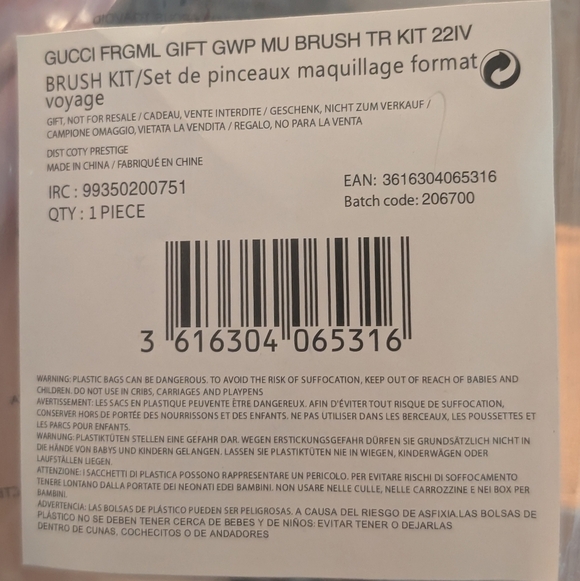 GUCCI FRGML GIFT GWP MU BRUSH TR KIT 22IV
BRUSH KIT/Set de pinceaux maquillage format
voyage
GIFT, NOT FOR RESALE / CADEAU, VENTE INTERDITE / GESCHENK, NICHT ZUM VERKAUF /
CAMPIONE OMAGGIO, VIETATA LA VENDITA / REGALO, NO PARA LA VENTA
DIST COTY PRESTIGE
MADE IN CHINA / FABRIQUÉ EN CHINE
IRC : 99350200751
EAN: 3616304065316
QTY : 1 PIECE
Batch code: 206700
3 616304 065316
WARNING: PLASTIC BAGS CAN BE DANGEROUS. TO AVOID THE RISK OF SUFFOCATION, KEEP OUT OF REACH OF BABIES AND
CHILDREN. DO NOT USE IN CRIBS, CARRIAGES AND PLAYPENS
AVERTISSEMENT: LES SACS EN PLASTIQUE PEUVENTE ÊTRE DANGEREUX. AFIN D'ÉVITER TOUT RISQUE DE SUFFOCATION,
CONSERVER HORS DE PORTÉE DES NOURRISSONS ET DES ENFANTS. NE PAS UTILISER DANS LES BERCEAUX, LES POUSSETTES ET
LES PARCS POUR ENFANTS.
WARNUNG: PLASTIKTÜTEN STELLEN EINE GEFAHR DAR. WEGEN ERSTICKUNGSGEFAHR DÜRFEN SIE GRUNDSÄTZLICH NICHT IN
DIE HÄNDE VON BABYS UND KINDERN GELANGEN. LASSEN SIE PLASTIKTÜTEN NIE IN WIEGEN, KINDERWÄGEN ODER
LAUFSTÄLLEN LIEGEN.
ATTENZIONE: I SACCHETTI DI PLASTICA POSSONO RAPPRESENTARE UN PERICOLO. PER EVITARE RISCHI DI SOFFOCAMENTO
TENERE LONTANO DALLA PORTATE DEI NEONATI EDEI BAMBINI. NON USARE NELLE CULLE, NELLE CARROZZINE E NEI BOX PER
BAMBINI.
ADVERTENCIA: LAS BOLSAS DE PLÁSTICO PUEDEN SER PELIGROSAS. A CAUSA DEL RIESGO DE ASFIXIA.LAS BOLSAS DE
PLÁSTICO NO SE DEBEN TENER CERCA DE BEBES Y DE NIÑOS: EVITAR TENER O DEJARLAS
DENTRO DE CUNAS. COCHECITOS O DE ANDADORES